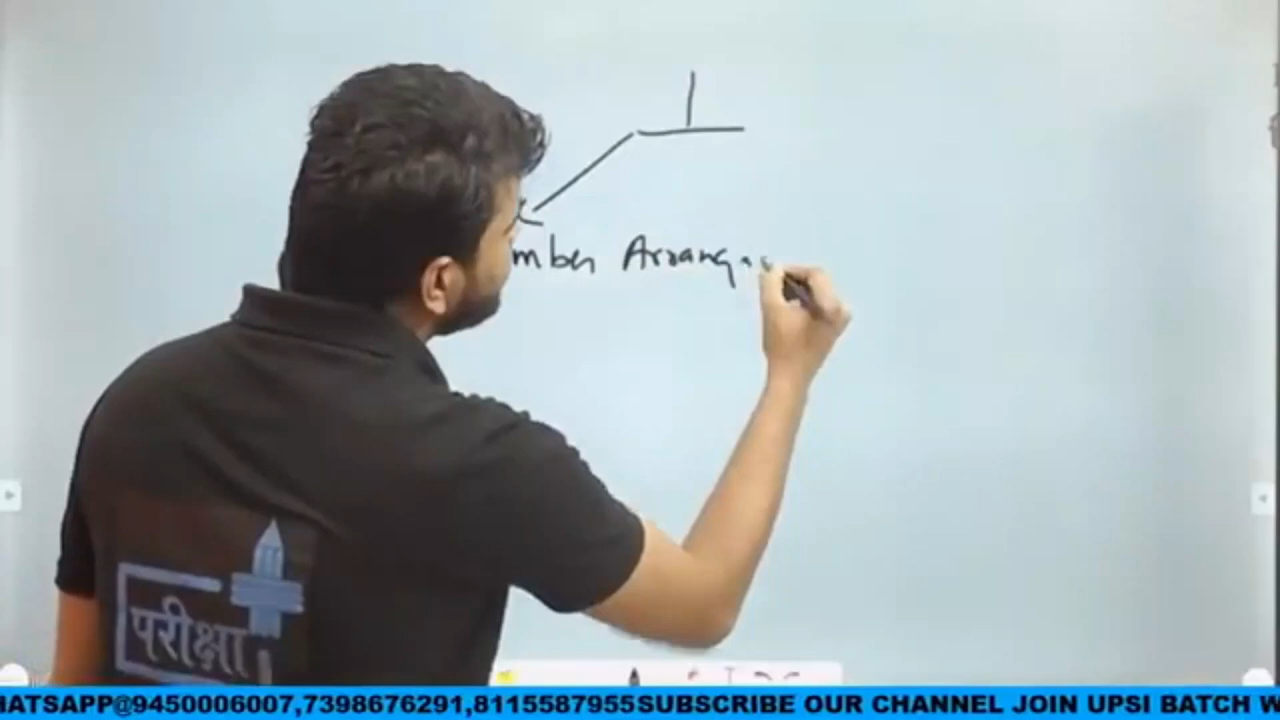 mber Arrang
परीक्षा
HATSAPP@9450006007,7398676291,8115587955SUBSCRIBE OUR CHANNEL JOIN UPSI BATCH W